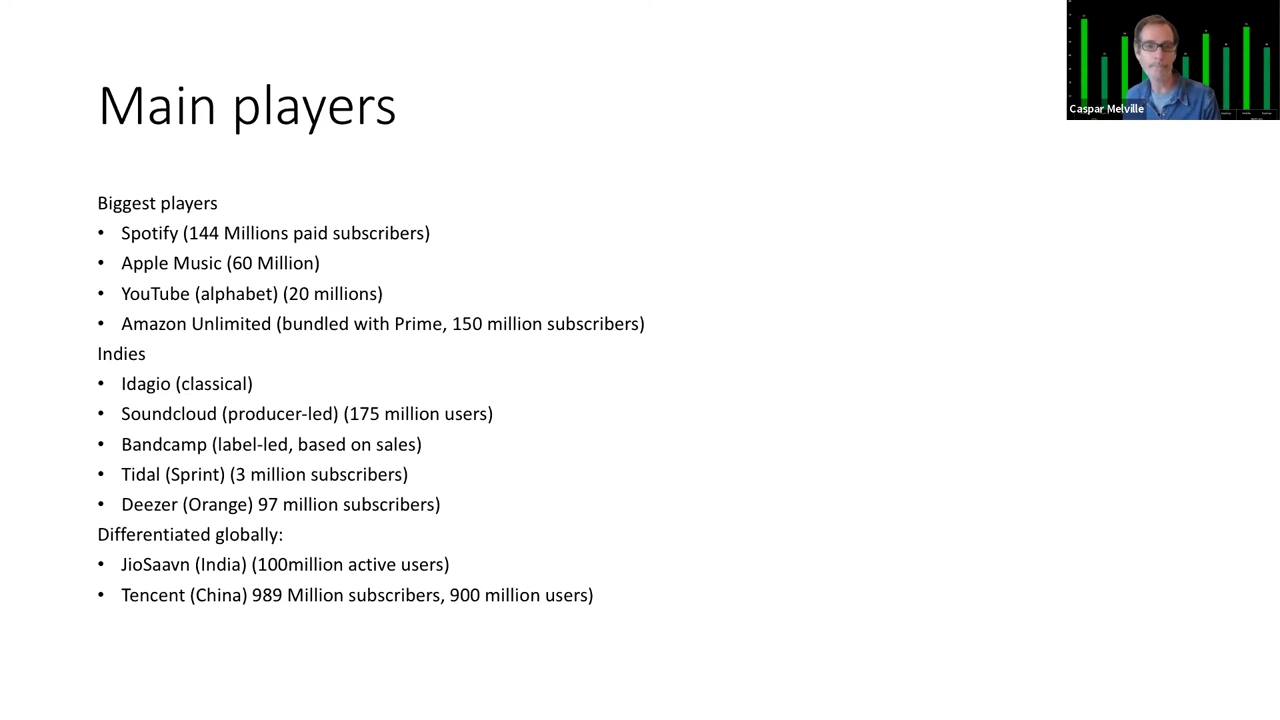 Main players
Caspar Melville
Biggest players
• Spotify (144 Millions paid subscribers)
• Apple Music (60 Million)
• YouTube (alphabet) (20 millions)
• Amazon Unlimited (bundled with Prime, 150 million subscribers)
Indies
• Idagio (classical)
• Soundcloud (producer-led) (175 million users)
• Bandcamp (label-led, based on sales)
• Tidal (Sprint) (3 million subscribers)
• Deezer (Orange) 97 million subscribers)
Differentiated globally:
• JioSaavn (India) (100million active users)
• Tencent (China) 989 Million subscribers, 900 million users)